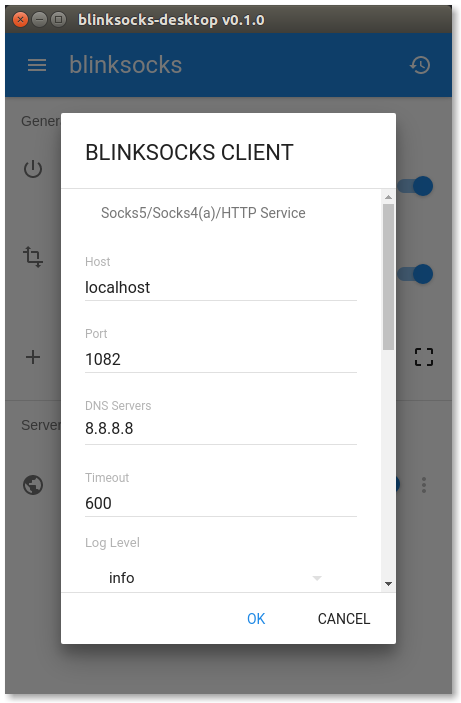 blinksocks-desktop v0.1.0
blinksocks
Gener
BLINKSOCKS CLIENT
Socks5/Socks4(a)/HTTP Service
Host
localhost
Port
1082
DNS Servers
8.8.8.8
Timeout
600
Log Level
info
Server
OK CANCEL